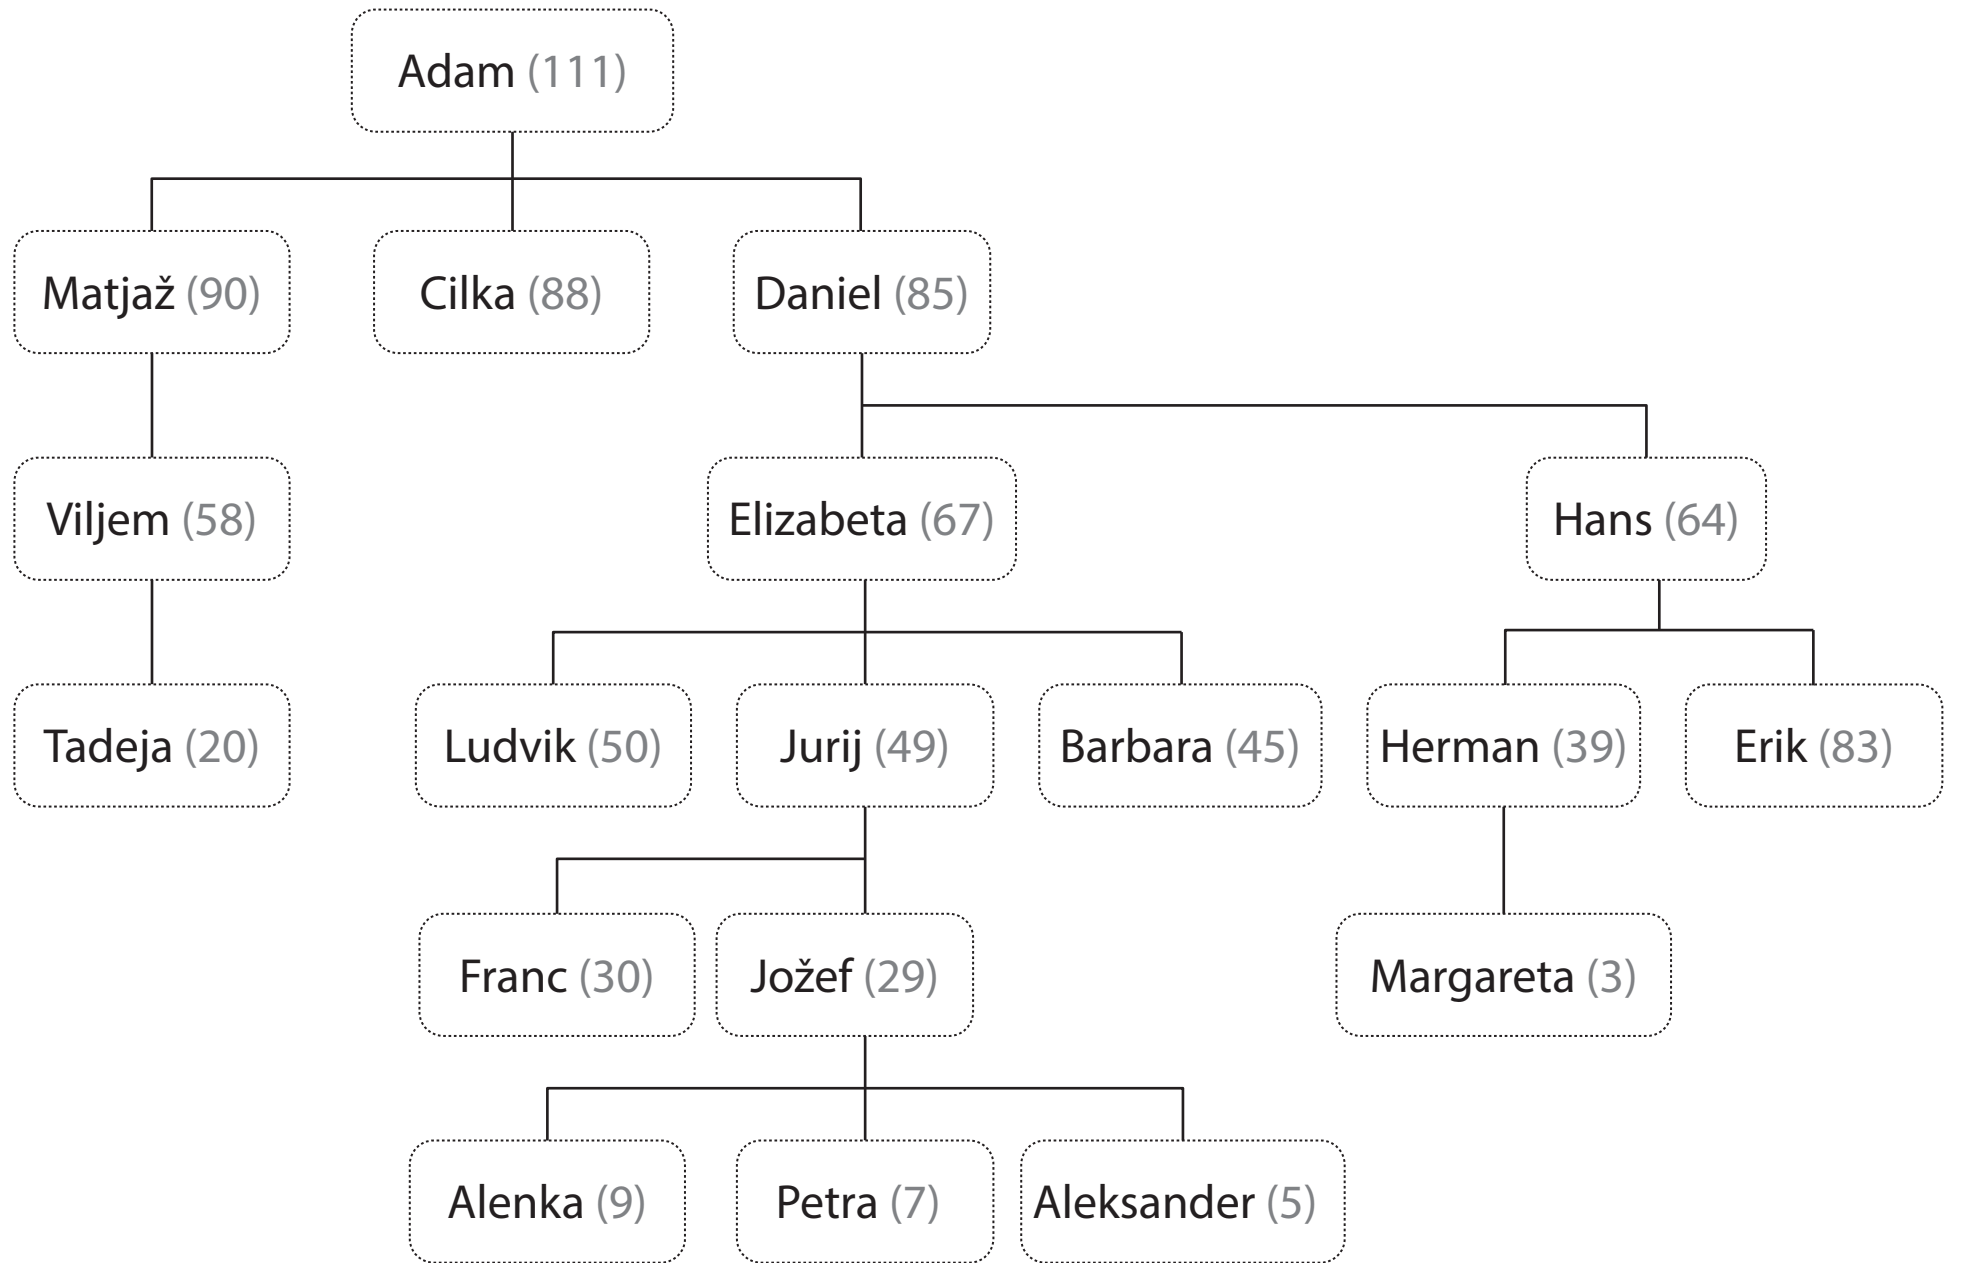 Adam (111)
Matjaž (90)
Cilka (88)
Daniel (85)
Viljem (58)
Elizabeta (67)
Hans (64)
Tadeja (20)
Ludvik (50)
Jurij (49)
Barbara (45)
Herman (39)
Erik (83)
Franc (30)
Jožef (29)
Margareta (3)
Alenka (9)
Petra (7)
Aleksander (5)